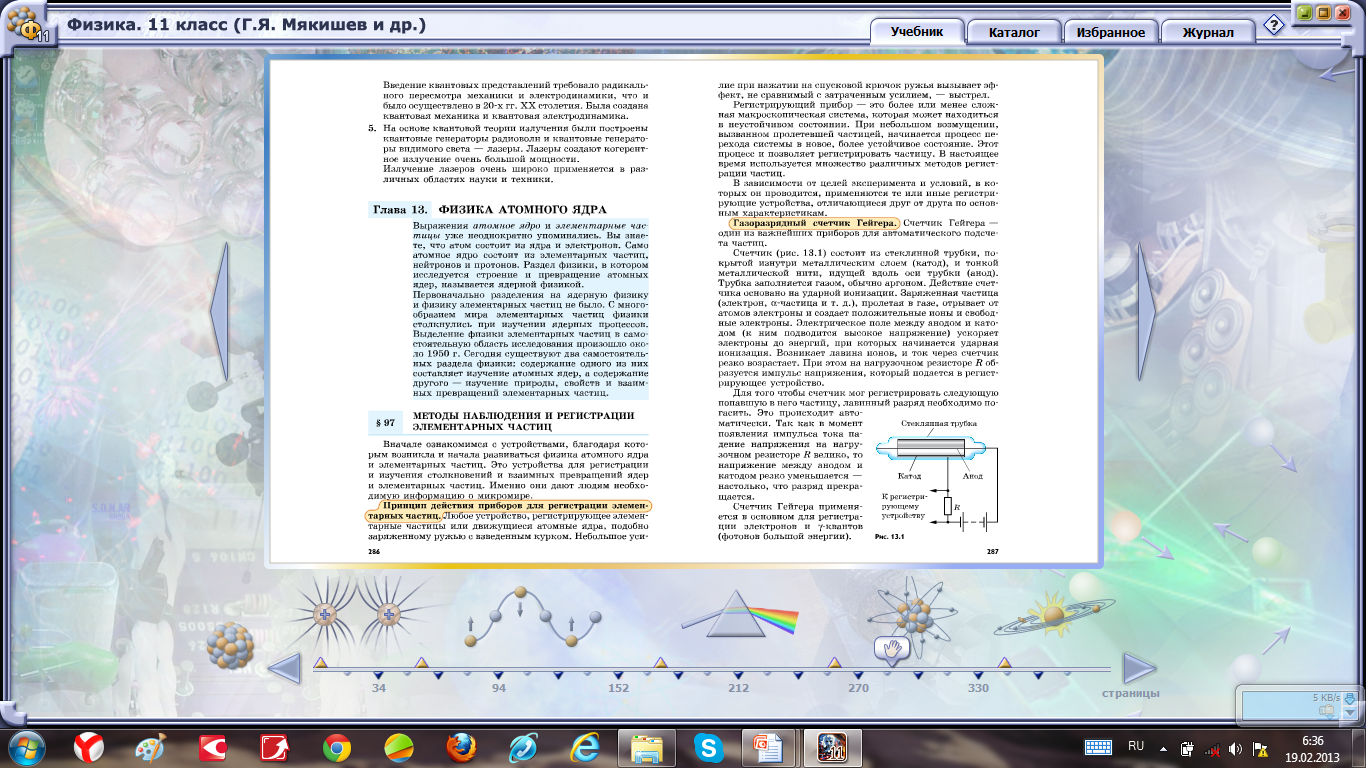 Физика. 11 класс (Г.Я. Мякишев и др.)
Учебник
Каталог
Избранное
Журнал
?
Ф
11
Введение квантовых представлений требовало радикаль-
ного пересмотра механики и электродинамики, что и
было осуществлено в 20-х гг. XX столетия. Была создана
квантовая механика и квантовая электродинамика.
5. На основе квантовой теории излучения были построены
квантовые генераторы радиоволн и квантовые генерато-
ры видимого света — лазеры. Лазеры создают когерент-
ное излучение очень большой мощности.
Излучение лазеров очень широко применяется в раз-
личных областях науки и техники.
Глава 13. ФИЗИКА АТОМНОГО ЯДРА
Выражения атомное ядро и элементарные час-
тицы уже неоднократно упоминались. Вы знае-
те, что атом состоит из ядра и электронов. Само
атомное ядро состоит из элементарных частиц,
нейтронов и протонов. Раздел физики, в котором
исследуется строение и превращение атомных
ядер, называется ядерной физикой.
Первоначально разделения на ядерную физику
и физику элементарных частиц не было. С много-
образием мира элементарных частиц физики
столкнулись при изучении ядерных процессов.
Выделение физики элементарных частиц в само-
стоятельную область исследования произошло око-
ло 1950 г. Сегодня существуют два самостоятель-
ных раздела физики: содержание одного из них
составляет изучение атомных ядер, а содержание
другого — изучение природы, свойств и взаим-
ных превращений элементарных частиц.
§ 97 МЕТОДЫ НАБЛЮДЕНИЯ И РЕГИСТРАЦИИ
ЭЛЕМЕНТАРНЫХ ЧАСТИЦ
Вначале ознакомимся с устройствами, благодаря кото-
рым возникла и начала развиваться физика атомного ядра
и элементарных частиц. Это устройства для регистрации
и изучения столкновений и взаимных превращений ядер
и элементарных частиц. Именно они дают людям необхо-
димую информацию о микромире.
Принцип действия приборов для регистрации элемен-
тарных частиц. Любое устройство, регистрирующее элемен-
тарные частицы или движущиеся атомные ядра, подобно
заряженному ружью с взведенным курком. Небольшое уси-
286
лие при нажатии на спусковой крючок ружья вызывает эф-
фект, не сравнимый с затраченным усилием, — выстрел.
Регистрирующий прибор — это более или менее слож-
ная макроскопическая система, которая может находиться
в неустойчивом состоянии. При небольшом возмущении,
вызванном пролетевшей частицей, начинается процесс пе-
рехода системы в новое, более устойчивое состояние. Этот
процесс и позволяет регистрировать частицу. В настоящее
время используется множество различных методов регист-
рации частиц.
В зависимости от целей эксперимента и условий, в ко-
торых он проводится, применяются те или иные регистри-
рующие устройства, отличающиеся друг от друга по основ-
ным характеристикам.
Газоразрядный счетчик Гейгера. Счетчик Гейгера —
один из важнейших приборов для автоматического подсче-
та частиц.
Счетчик (рис. 13.1) состоит из стеклянной трубки, по-
крытой изнутри металлическим слоем (катод), и тонкой
металлической нити, идущей вдоль оси трубки (анод).
Трубка заполняется газом, обычно аргоном. Действие счет-
чика основано на ударной ионизации. Заряженная частица
(электрон, α-частица и т. д.), пролетая в газе, отрывает от
атомов электроны и создает положительные ионы и свобод-
ные электроны. Электрическое поле между анодом и като-
дом (к ним подводится высокое напряжение) ускоряет
электроны до энергий, при которых начинается ударная
ионизация. Возникает лавина ионов, и ток через счетчик
резко возрастает. При этом на нагрузочном резисторе R об-
разуется импульс напряжения, который подается в регист-
рирующее устройство.
Для того чтобы счетчик мог регистрировать следующую
попавшую в него частицу, лавинный разряд необходимо по-
гасить. Это происходит авто-
матически. Так как в момент
появления импульса тока па-
дение напряжения на нагру-
зочном резисторе R велико, то
напряжение между анодом и
катодом резко уменьшается —
настолько, что разряд прекра-
щается.
Счетчик Гейгера применя-
ется в основном для регистра-
ции электронов и γ-квантов
(фотонов большой энергии).
Стеклянная трубка
Катод
Анод
К регистри-
рующему
устройству
R
Рис. 13.1
287
34
94
152
212
270
330
страницы
5 KB/s
11
RU
6:36
19.02.2013